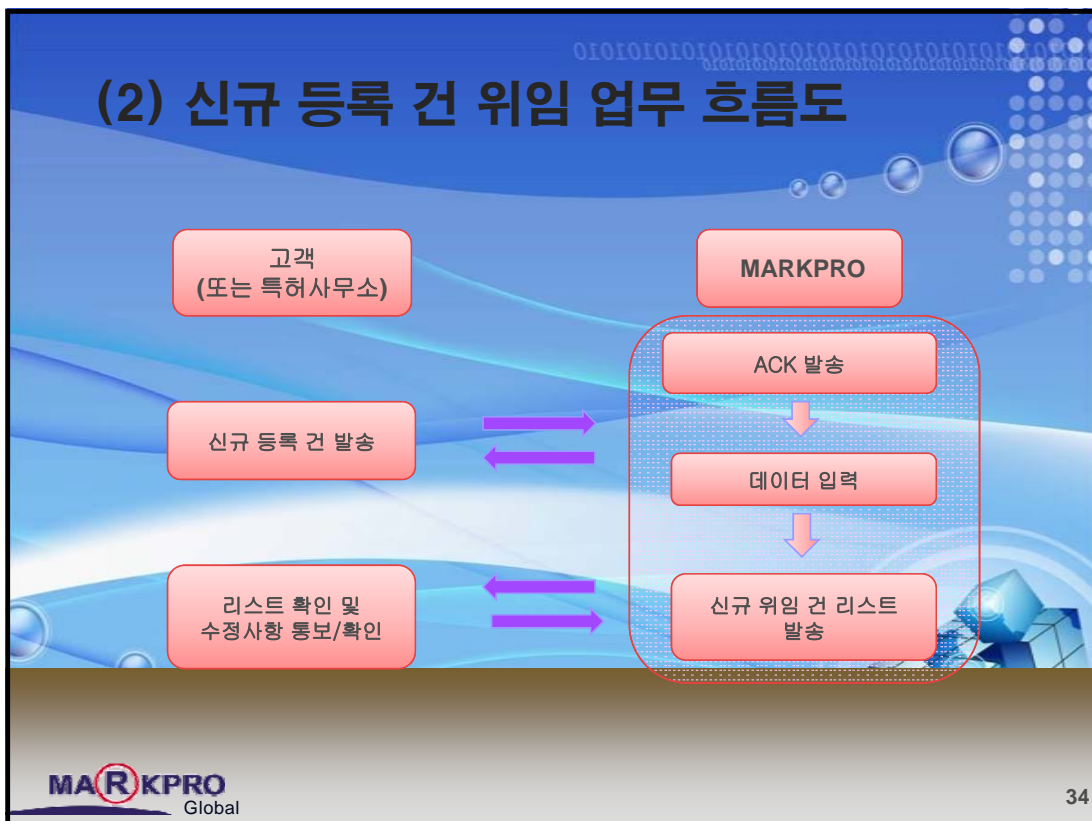 (2) 신규 등록 건 위임 업무 흐름도
고객
(또는 특허사무소)
MARKPRO
ACK 발송
신규 등록 건 발송
데이터 입력
리스트 확인 및
수정사항 통보/확인
신규 위임 건 리스트
발송
MARKPRO
Global
34